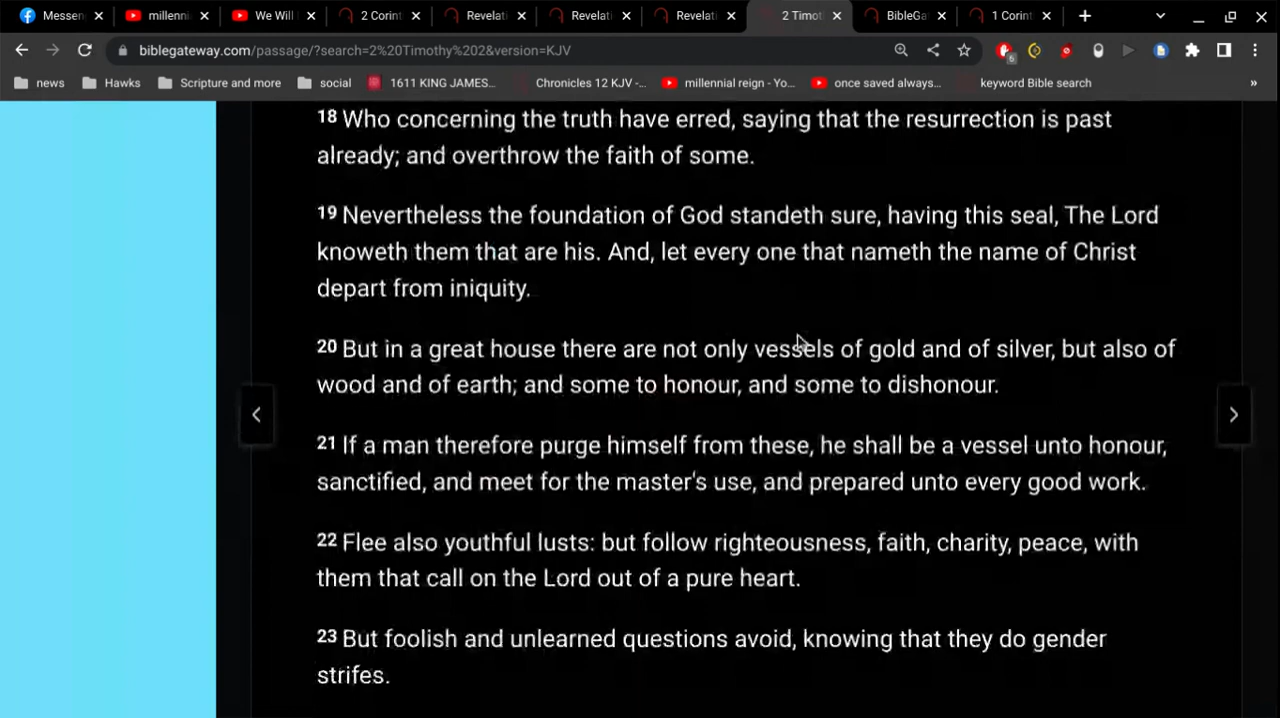 Messen
millenni
We Will
2 Corint
Revelati
Revelati
Revelati
2 Timot
BibleGat
1 Corint
biblegateway.com/passage/?search=2%20Timothy%202&version=KJV
5
news
Hawks
Scripture and more
social
1611 KING JAMES...
Chronicles 12 KJV -...
millennial reign - Yo...
once saved always...
keyword Bible search
»
18 Who concerning the truth have erred, saying that the resurrection is past
already; and overthrow the faith of some.
19 Nevertheless the foundation of God standeth sure, having this seal, The Lord
knoweth them that are his. And, let every one that nameth the name of Christ
depart from iniquity.
20 But in a great house there are not only vessels of gold and of silver, but also of
wood and of earth; and some to honour, and some to dishonour.
21 If a man therefore purge himself from these, he shall be a vessel unto honour,
sanctified, and meet for the master's use, and prepared unto every good work.
22 Flee also youthful lusts: but follow righteousness, faith, charity, peace, with
them that call on the Lord out of a pure heart.
23 But foolish and unlearned questions avoid, knowing that they do gender
strifes.